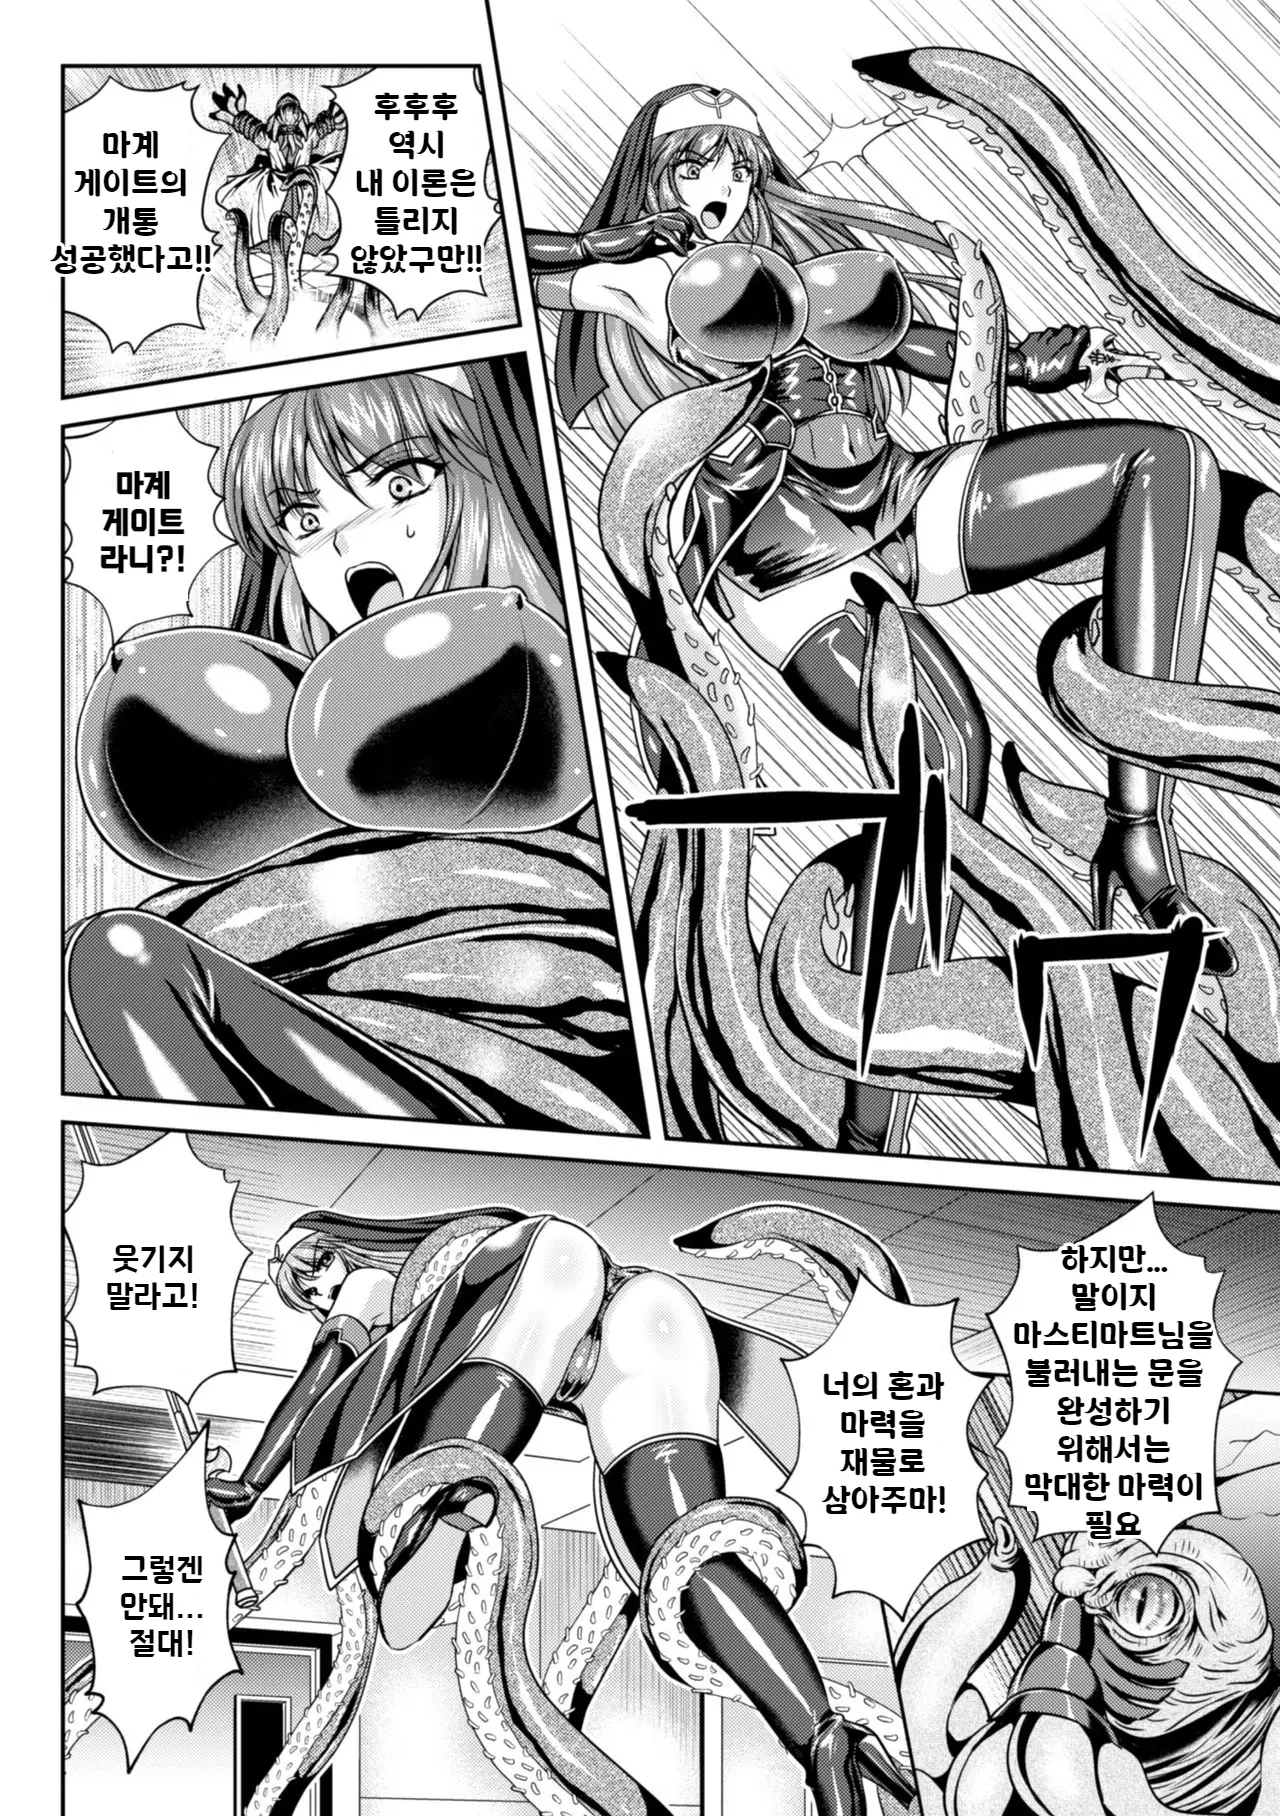 후후후
역시
내 이론은
틀리지
않았구만!!
마계
게이트의
개통
성공했다고!!
마계
게이트
라니?!
하지만...
말이지
마스티마트님을
불러내는 문을
완성하기
위해서는
막대한 마력이
필요
너의 혼과
마력을
재물로
삼아주마!
웃기지
말라고!
그렇겐
안돼...
절대!